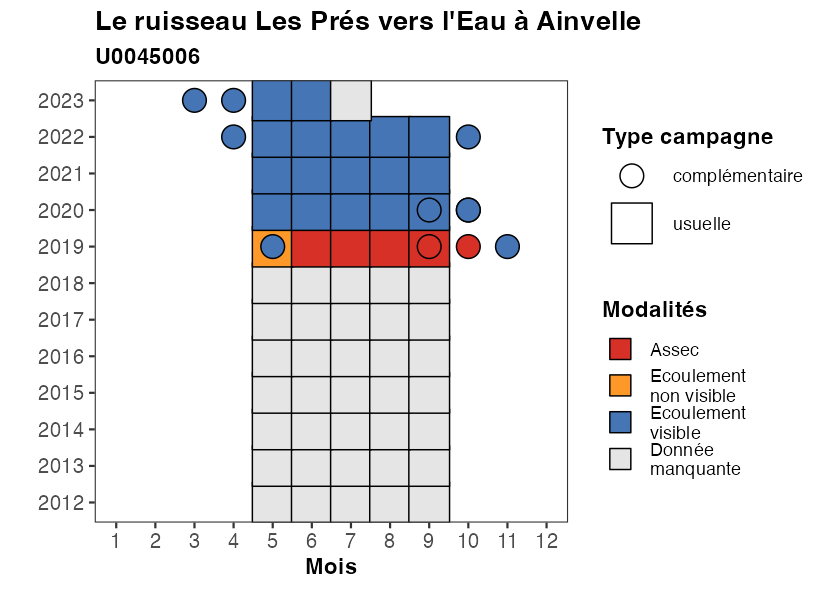 Le ruisseau Les Prés vers l'Eau à Ainvelle
U0045006
2023
2022
2021
2020
2019
2018
2017
2016
2015
2014
2013
2012
1 2 3 4 5 6 7 8 9 10 11 12
Mois
Type campagne
complémentaire
usuelle
Modalités
Assec
Ecoulement
non visible
Ecoulement
visible
Donnée
manquante